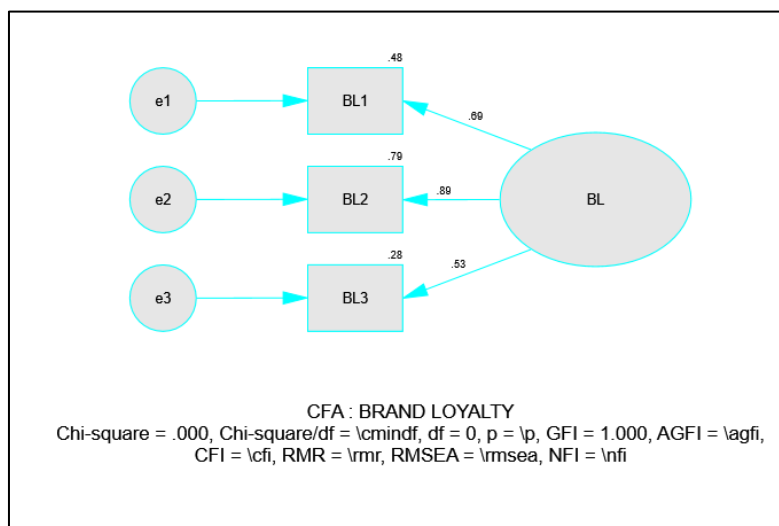 .48
e1
BL1
.69
.79
e2
BL2
.89
BL
.28
.53
e3
BL3
CFA : BRAND LOYALTY
Chi-square = .000, Chi-square/df = \cmindf, df = 0, p = \p, GFI = 1.000, AGFI = \agfi,
CFI = \cfi, RMR = \rmr, RMSEA = \rmsea, NFI = \nfi